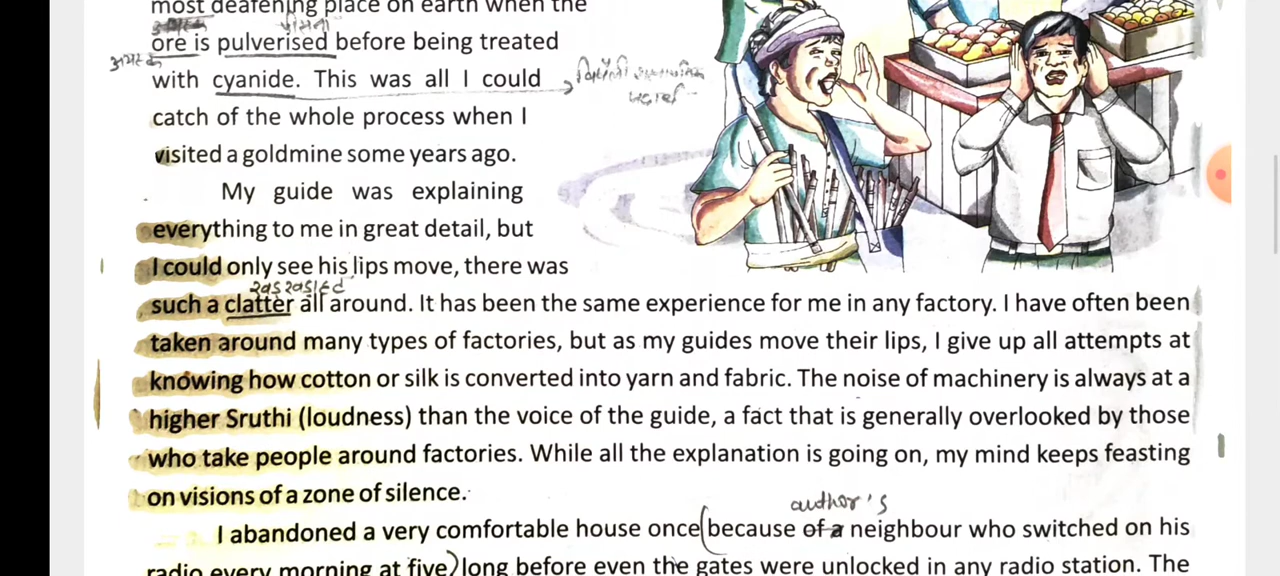 most deafening place on earth when the
ore is pulverised before being treated
with cyanide. This was all I could
catch of the whole process when I
visited a goldmine some years ago.
My guide was explaining
everything to me in great detail, but
I could only see his lips move, there was
such a clatter all around. It has been the same experience for me in any factory. I have often been
taken around many types of factories, but as my guides move their lips, I give up all attempts at
knowing how cotton or silk is converted into yarn and fabric. The noise of machinery is always at a
higher Sruthi (loudness) than the voice of the guide, a fact that is generally overlooked by those
who take people around factories. While all the explanation is going on, my mind keeps feasting
on visions of a zone of silence.
author's
I abandoned a very comfortable house once (because of a neighbour who switched on his
radio every morning at five) long before even the gates were unlocked in any radio station. The